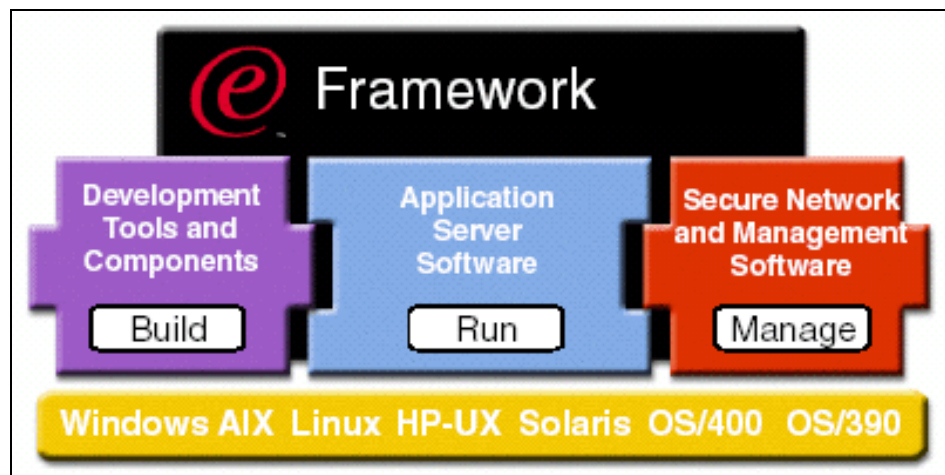 e Framework
Development
Tools and
Components
Build
Application
Server
Software
Run
Secure Network
and Management
Software
Manage
Windows AIX Linux HP-UX Solaris OS/400 OS/390